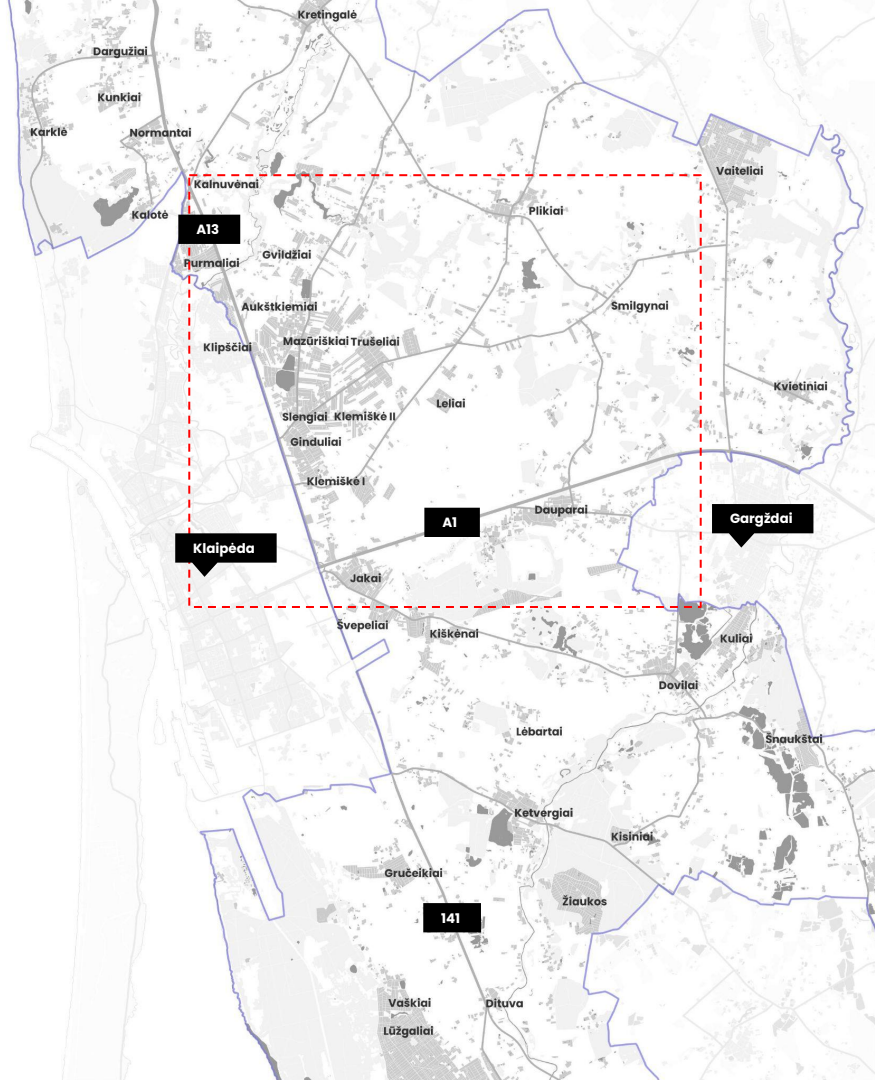 Kretingalė
Dargužiai
Kunkiai
Karklė
Normantai
Vaiteliai
Kalnuvėnai
Kalotė
Plikiai
A13
Gvildžiai
Purmaliai
Aukštkiemiai
Smilgynai
Klipščiai
Mazūriškiai
Trušeliai
Kvietiniai
Leliai
Slengiai
Klemiškė II
Ginduliai
Klemiškė I
Dauparai
A1
Gargždai
Klaipėda
Jakai
Švepeliai
Kiškėnai
Kuliai
Dovilai
Lėbartai
Šnaukštai
Ketvergiai
Kisiniai
Gručeikiai
Žiaukos
141
Vaškiai
Dituva
Lūžgaliai